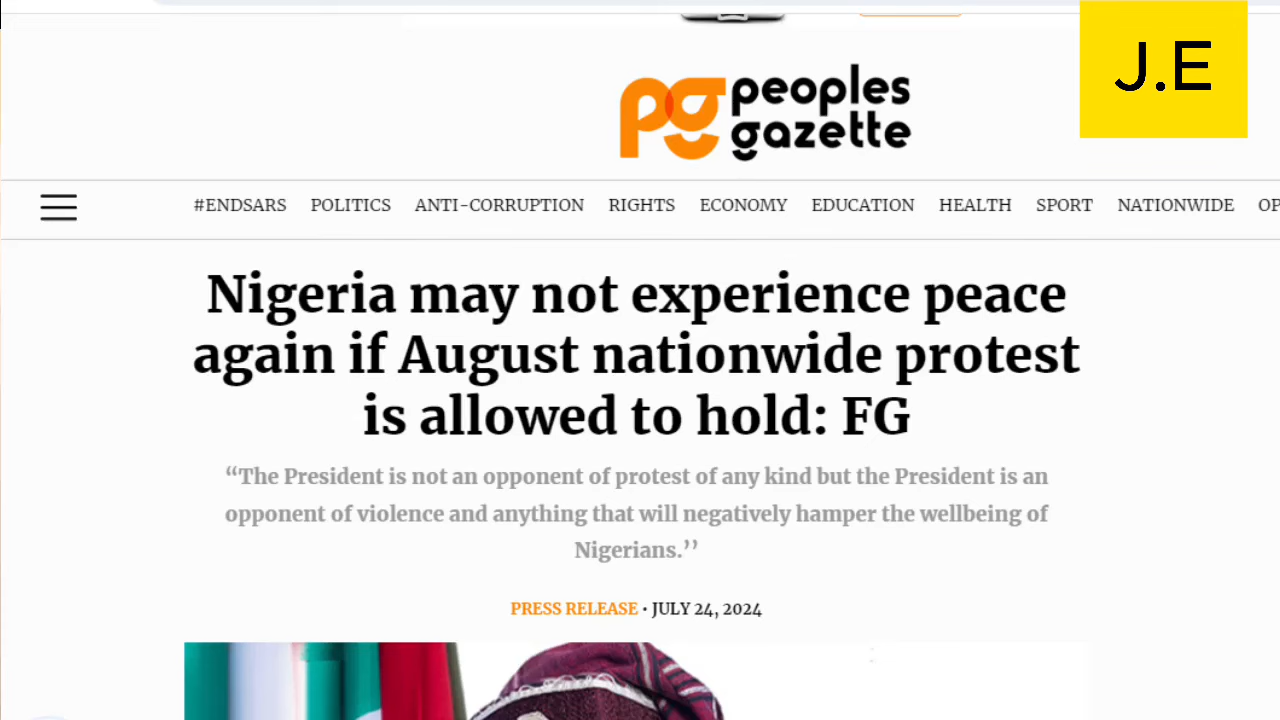 J.E
peoples
gazette
#ENDSARS POLITICS ANTI-CORRUPTION RIGHTS ECONOMY EDUCATION HEALTH SPORT NATIONWIDE OP
Nigeria may not experience peace
again if August nationwide protest
is allowed to hold: FG
“The President is not an opponent of protest of any kind but the President is an
opponent of violence and anything that will negatively hamper the wellbeing of
Nigerians.’’
PRESS RELEASE • JULY 24, 2024